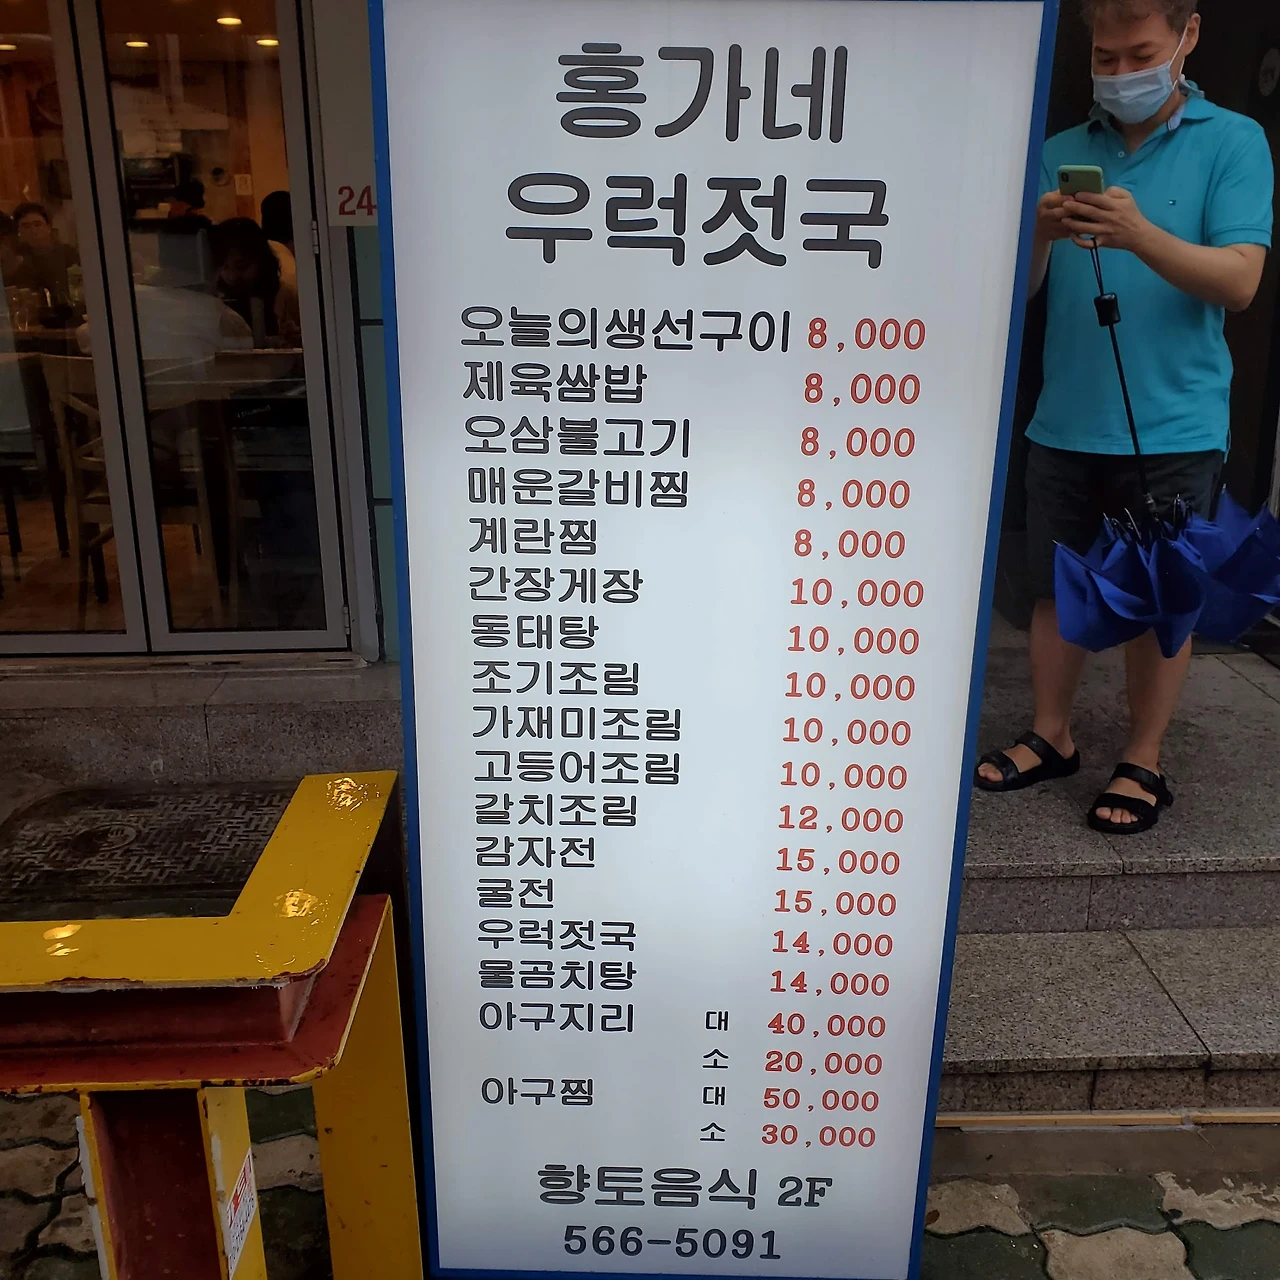 홍가네
우럭젓국
오늘의생선구이 8,000
제육쌈밥 8,000
오삼불고기 8,000
매운갈비찜 8,000
계란찜 8,000
간장게장 10,000
동태탕 10,000
조기조림 10,000
가재미조림 10,000
고등어조림 10,000
갈치조림 12,000
감자전 15,000
굴전 15,000
우럭젓국 14,000
물곰치탕 14,000
아구지리 대 40,000
소 20,000
아구찜 대 50,000
소 30,000
향토음식 2F
566-5091
24